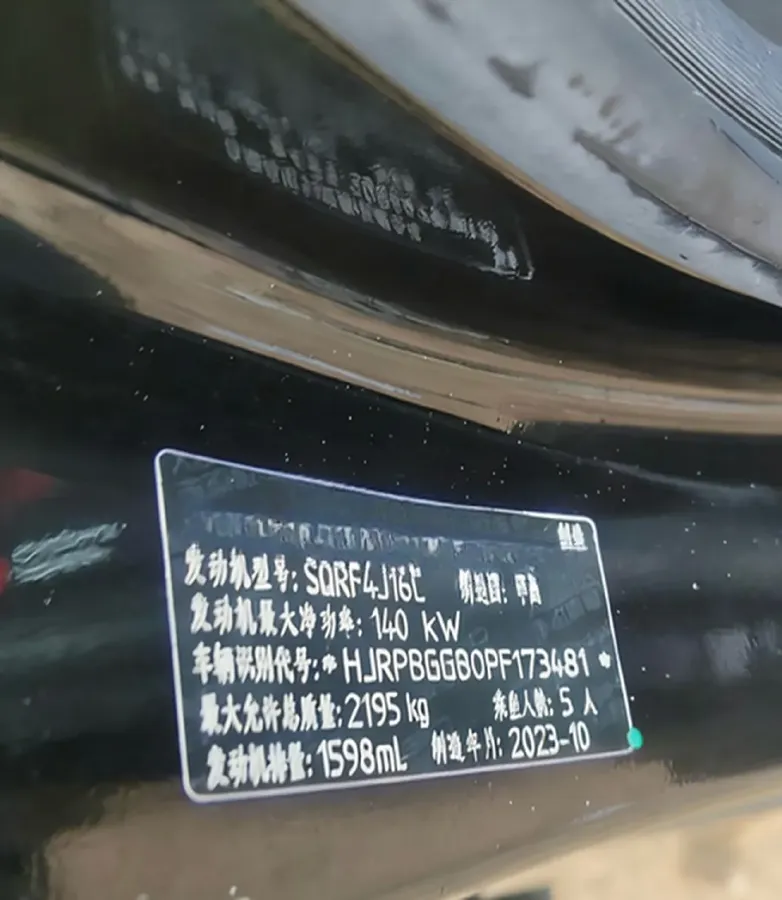 发动机型号: SQRF4J16C 制造国: 中国
发动机最大净功率: 140 KW
车辆识别代号: * HJRPBGGB0PF173481 *
最大允许总质量: 2195 kg 乘坐人数: 5 人
发动机排量: 1598mL 制造年月: 2023-10